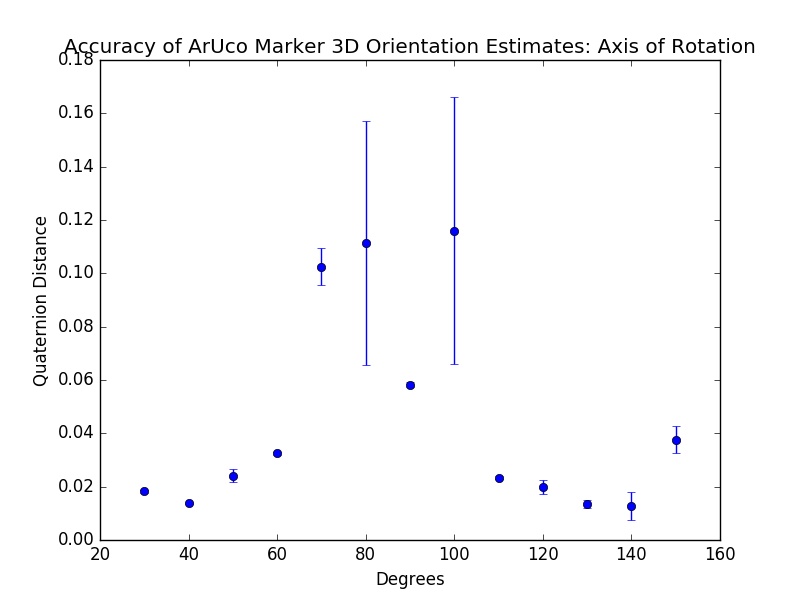 Accuracy of ArUco Marker 3D Orientation Estimates: Axis of Rotation
0.18
0.16
0.14
0.12
0.10
0.08
0.06
0.04
0.02
0.00
Quaternion Distance
20 40 60 80 100 120 140 160
Degrees